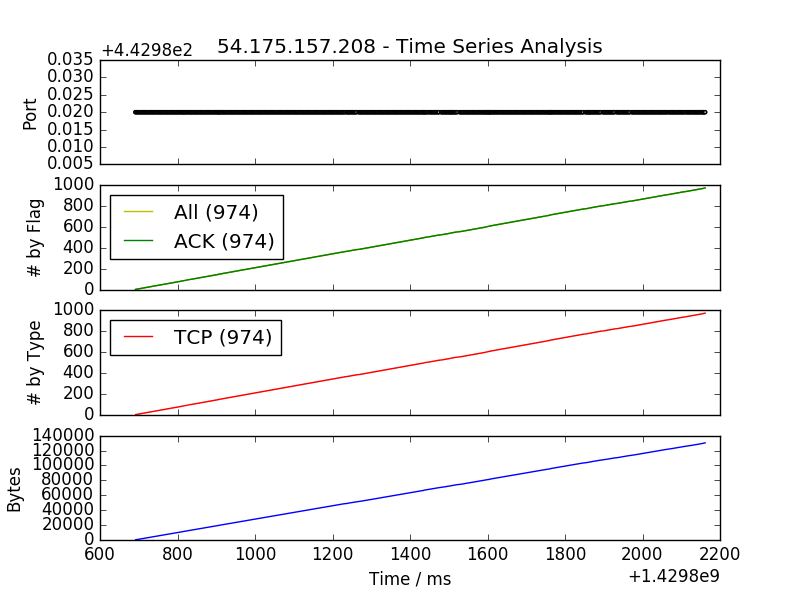 +4.4298e2
54.175.157.208 - Time Series Analysis
0.035
0.030
0.025
0.020
0.015
0.010
0.005
Port
1000
800
600
400
200
0
# by Flag
All (974)
ACK (974)
1000
800
600
400
200
0
# by Type
TCP (974)
140000
120000
100000
80000
60000
40000
20000
0
Bytes
600 800 1000 1200 1400 1600 1800 2000 2200
Time / ms
+1.4298e9